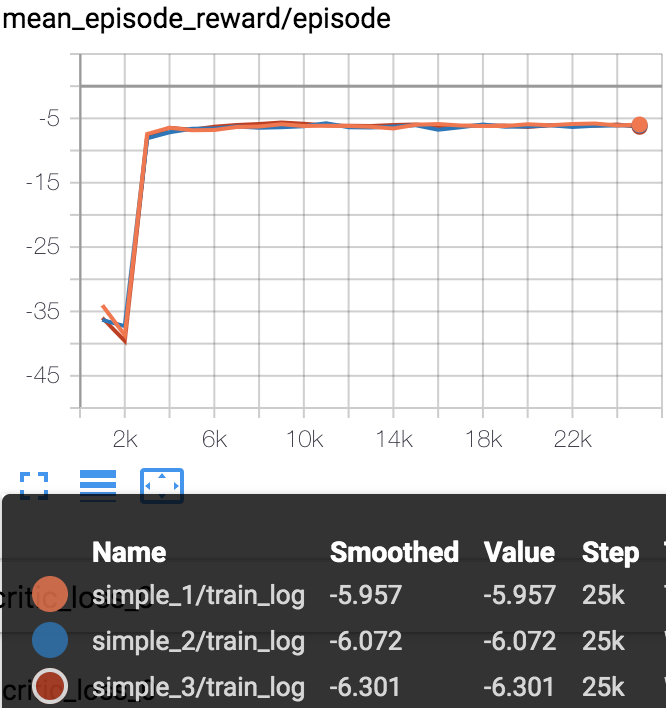 mean_episode_reward/episode
-5
-15
-25
-35
-45
2k 6k 10k 14k 18k 22k
Name Smoothed Value Step
simple_1/train_log -5.957 -5.957 25k
simple_2/train_log -6.072 -6.072 25k
simple_3/train_log -6.301 -6.301 25k